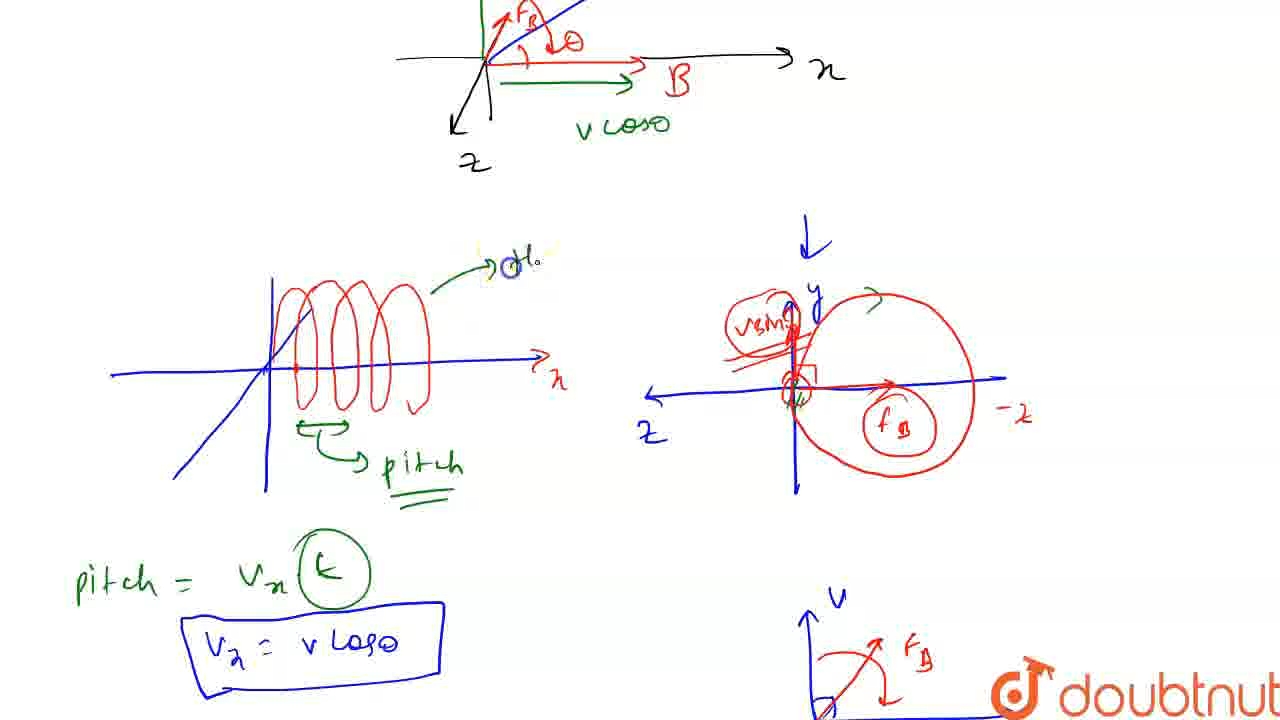 F_B
θ
B
x
v cosθ
z
H.
y
v sinθ
x
z
F_B
-z
pitch
pitch = v_x t
v_x = v cosθ
v
F_B
doubtnut